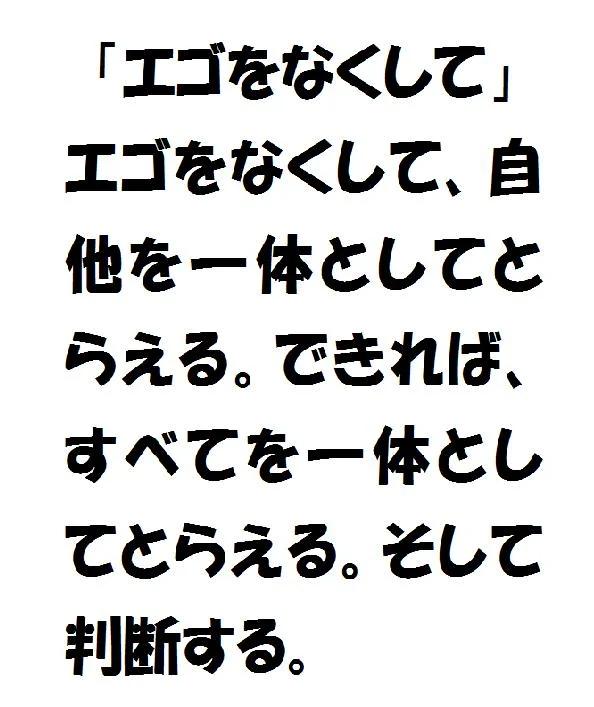 「エゴをなくして」
エゴをなくして、自
他を一体としてと
らえる。できれば、
すべてを一体とし
てとらえる。そして
判断する。